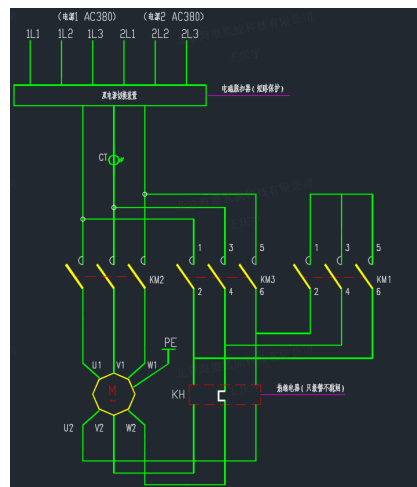 (电源1 AC380) (电源2 AC380)
1L1 1L2 1L3 2L1 2L2 2L3
双电源切换装置
电磁脱扣器(短路保护)
CT
1 3 5 1 3 5
KM2 KM3 KM1
2 4 6 2 4 6
PE
U1 V1 W1
M
KH
热继电器(只报警不跳闸)
U2 V2 W2